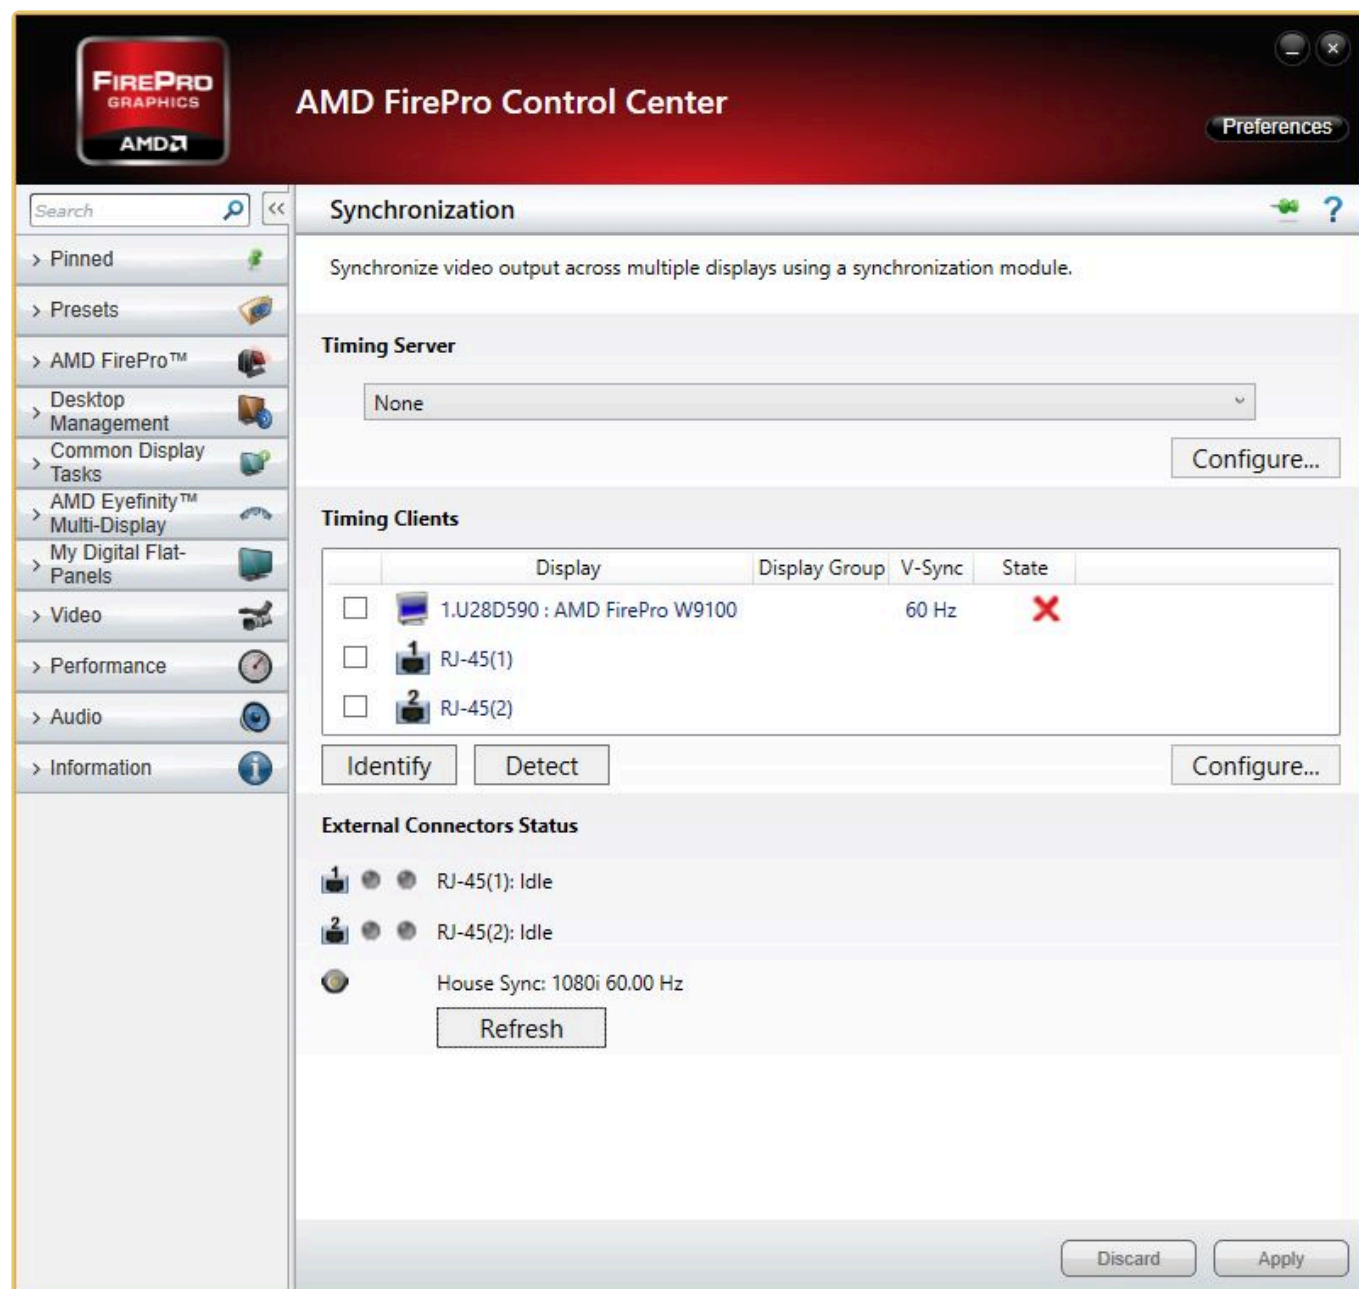 FIREPRO
GRAPHICS
AMD
AMD FirePro Control Center
Preferences
Search
<<
Synchronization
?
> Pinned
> Presets
> AMD FirePro™
> Desktop
Management
> Common Display
Tasks
> AMD Eyefinity™
Multi-Display
> My Digital Flat-
Panels
> Video
> Performance
> Audio
> Information
Synchronize video output across multiple displays using a synchronization module.
Timing Server
None
Configure...
Timing Clients
Display Display Group V-Sync State
1.U28D590 : AMD FirePro W9100 60 Hz
1 RJ-45(1)
2 RJ-45(2)
Identify Detect Configure...
External Connectors Status
1 RJ-45(1): Idle
2 RJ-45(2): Idle
House Sync: 1080i 60.00 Hz
Refresh
Discard Apply